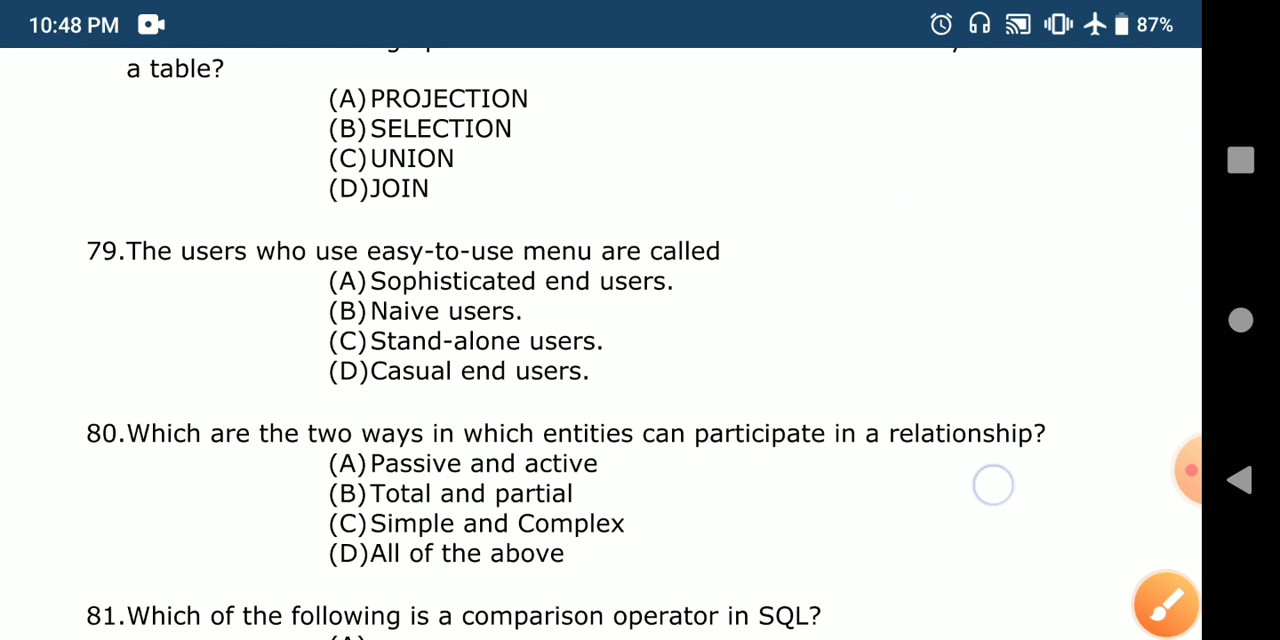 10:48 PM
87%
a table?
(A)PROJECTION
(B)SELECTION
(C)UNION
(D)JOIN
79.The users who use easy-to-use menu are called
(A)Sophisticated end users.
(B)Naive users.
(C)Stand-alone users.
(D)Casual end users.
80.Which are the two ways in which entities can participate in a relationship?
(A)Passive and active
(B)Total and partial
(C)Simple and Complex
(D)All of the above
81.Which of the following is a comparison operator in SQL?